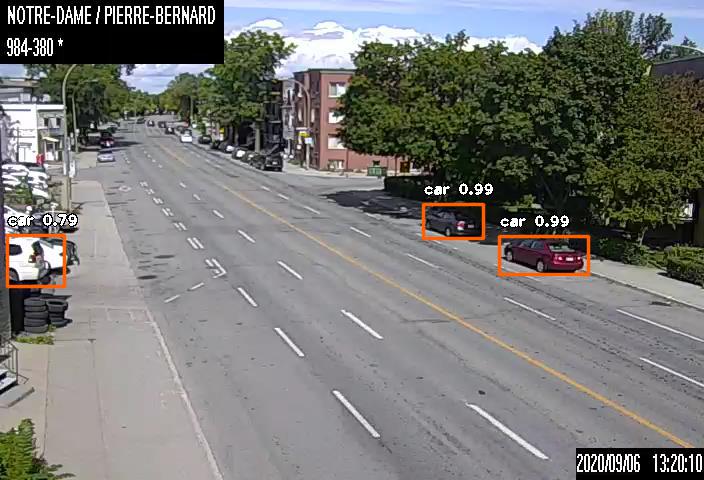 NOTRE-DAME / PIERRE-BERNARD
984-380 *
car 0.99
car 0.79
car 0.99
2020/09/06 13:20:10